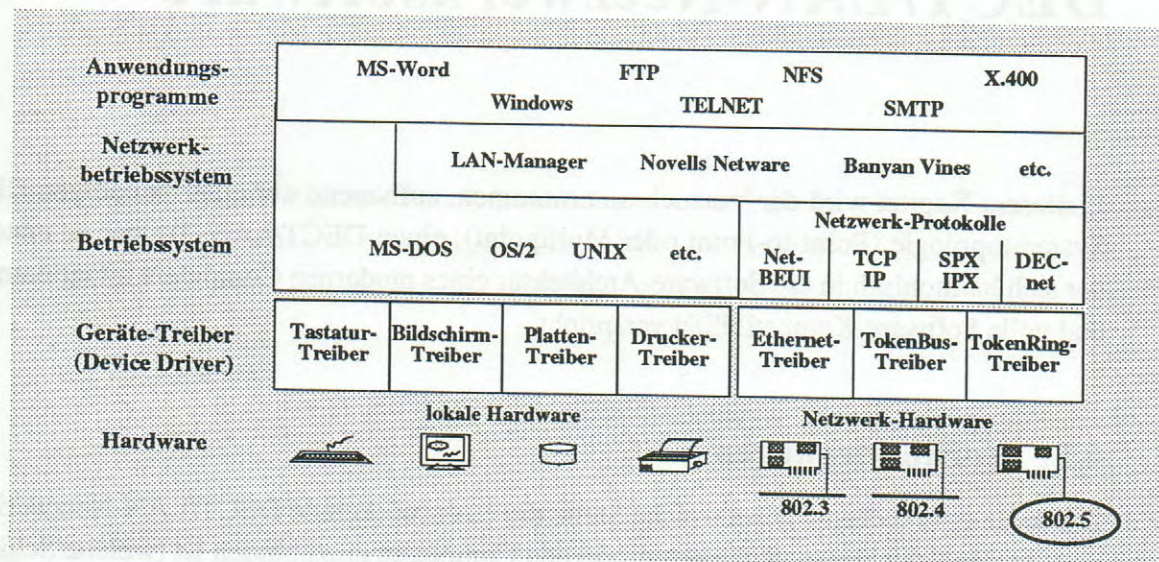 Anwendungs-
programme
MS-Word FTP NFS X.400
Windows TELNET SMTP
Netzwerk-
betriebssystem
LAN-Manager Novells Netware Banyan Vines etc.
Betriebssystem
MS-DOS OS/2 UNIX etc.
Netzwerk-Protokolle
Net-
BEUI
TCP
IP
SPX
IPX
DEC-
net
Geräte-Treiber
(Device Driver)
Tastatur-
Treiber
Bildschirm-
Treiber
Platten-
Treiber
Drucker-
Treiber
Ethernet-
Treiber
TokenBus-
Treiber
TokenRing-
Treiber
Hardware
lokale Hardware
Netzwerk-Hardware
802.3
802.4
802.5